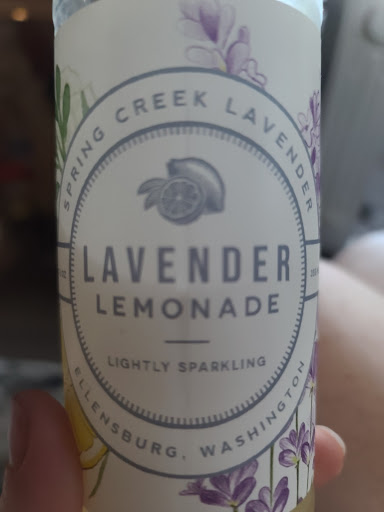 SPRING CREEK LAVENDER
LAVENDER
LEMONADE
LIGHTLY SPARKLING
ELLENSBURG, WASHINGTON